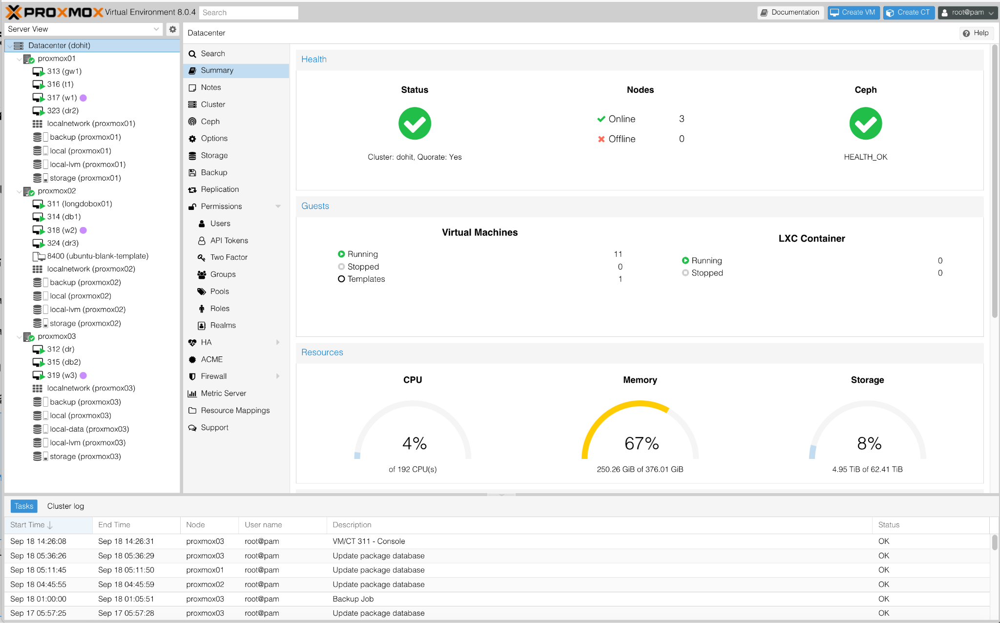 PROXMOX Virtual Environment 8.0.4 Search Documentation Create VM Create CT root@pam
Server View
Datacenter Help
Datacenter (dohit)
proxmox01
313 (gw1)
316 (t1)
317 (w1)
323 (dr2)
localnetwork (proxmox01)
backup (proxmox01)
local (proxmox01)
local-lvm (proxmox01)
storage (proxmox01)
proxmox02
311 (longdobox01)
314 (db1)
318 (w2)
324 (dr3)
8400 (ubuntu-blank-template)
localnetwork (proxmox02)
backup (proxmox02)
local (proxmox02)
local-lvm (proxmox02)
storage (proxmox02)
proxmox03
312 (dr)
315 (db2)
319 (w3)
localnetwork (proxmox03)
backup (proxmox03)
local (proxmox03)
local-data (proxmox03)
local-lvm (proxmox03)
storage (proxmox03)
Search
Summary
Notes
Cluster
Ceph
Options
Storage
Backup
Replication
Permissions
Users
API Tokens
Two Factor
Groups
Pools
Roles
Realms
HA
ACME
Firewall
Metric Server
Resource Mappings
Support
Health
Status
Cluster: dohit, Quorate: Yes
Nodes
Online 3
Offline 0
Ceph
HEALTH_OK
Guests
Virtual Machines
Running 11
Stopped 0
Templates 1
LXC Container
Running 0
Stopped 0
Resources
CPU
4%
of 192 CPU(s)
Memory
67%
250.26 GiB of 376.01 GiB
Storage
8%
4.95 TiB of 62.41 TiB
Tasks Cluster log
Start Time End Time Node User name Description Status
Sep 18 14:26:08 Sep 18 14:26:31 proxmox03 root@pam VM/CT 311 - Console OK
Sep 18 05:36:26 Sep 18 05:36:29 proxmox03 root@pam Update package database OK
Sep 18 05:11:45 Sep 18 05:11:50 proxmox01 root@pam Update package database OK
Sep 18 04:45:55 Sep 18 04:45:59 proxmox02 root@pam Update package database OK
Sep 18 01:00:00 Sep 18 01:05:51 proxmox03 root@pam Backup Job OK
Sep 17 05:57:25 Sep 17 05:57:28 proxmox03 root@pam Update package database OK